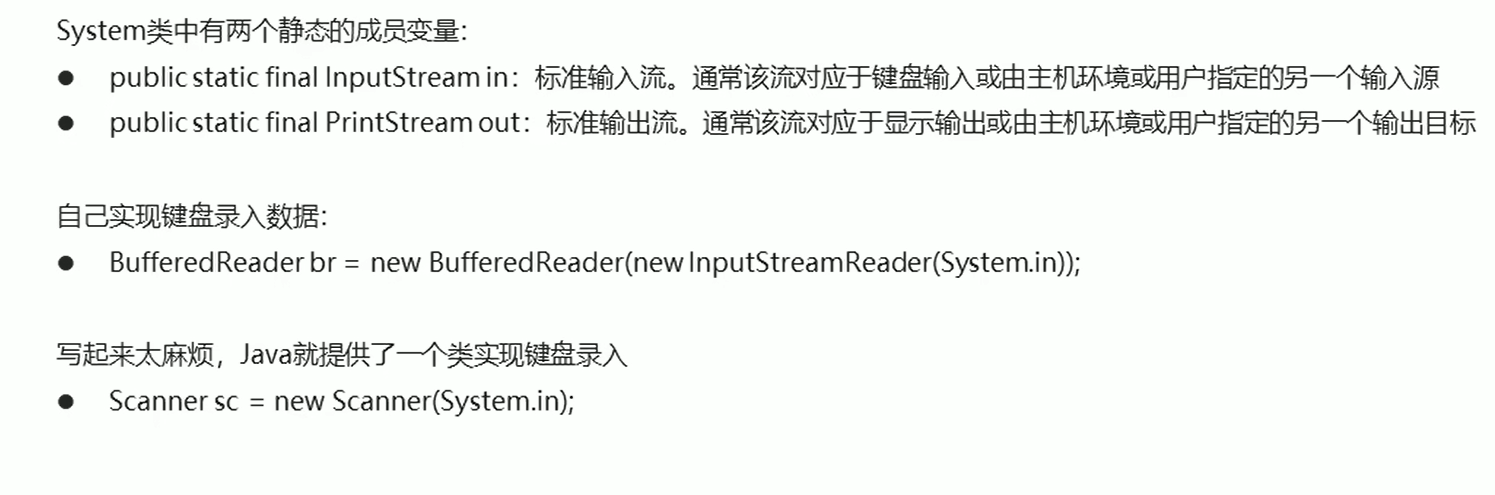 System类中有两个静态的成员变量：
● public static final InputStream in：标准输入流。通常该流对应于键盘输入或由主机环境或用户指定的另一个输入源
● public static final PrintStream out：标准输出流。通常该流对应于显示输出或由主机环境或用户指定的另一个输出目标
自己实现键盘录入数据：
● BufferedReader br = new BufferedReader(new InputStreamReader(System.in));
写起来太麻烦，Java就提供了一个类实现键盘录入
● Scanner sc = new Scanner(System.in);